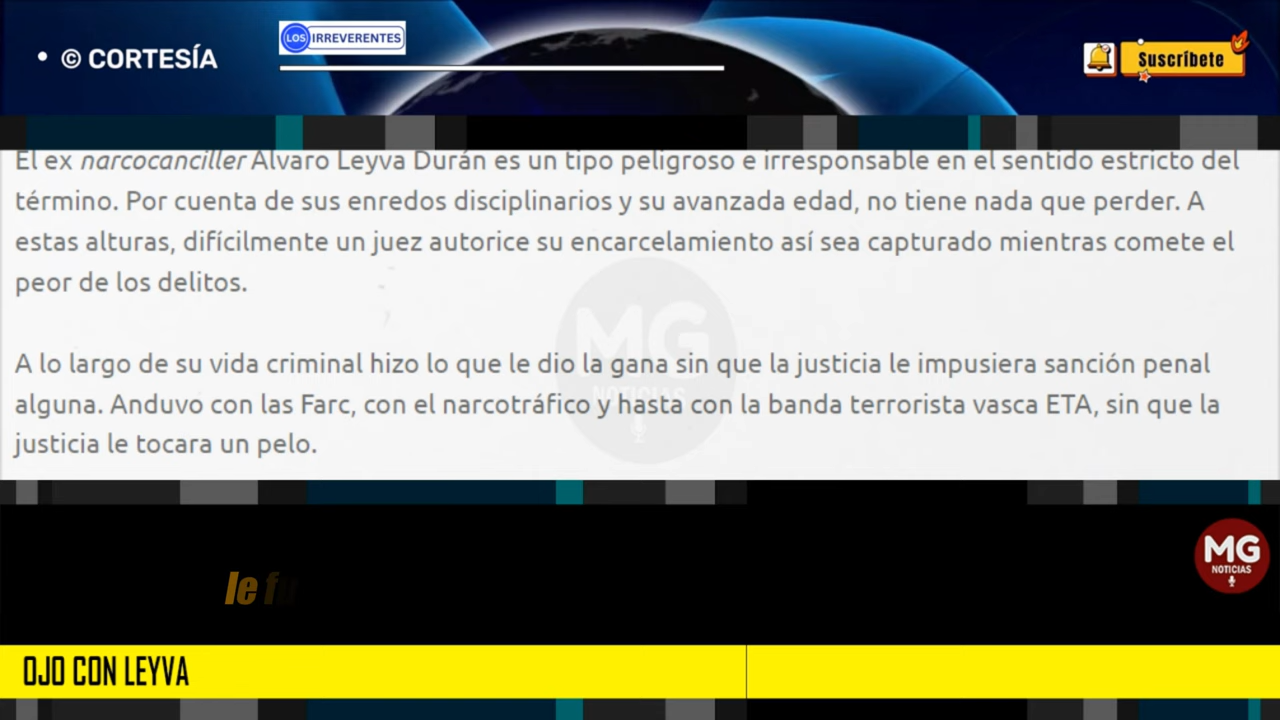 • © CORTESÍA
LOS IRREVERENTES
Suscríbete
El ex narcocanciller Álvaro Leyva Durán es un tipo peligroso e irresponsable en el sentido estricto del
término. Por cuenta de sus enredos disciplinarios y su avanzada edad, no tiene nada que perder. A
estas alturas, difícilmente un juez autorice su encarcelamiento así sea capturado mientras comete el
peor de los delitos.
A lo largo de su vida criminal hizo lo que le dio la gana sin que la justicia le impusiera sanción penal
alguna. Anduvo con las Farc, con el narcotráfico y hasta con la banda terrorista vasca ETA, sin que la
justicia le tocara un pelo.
MG
NOTICIAS
MG
NOTICIAS
le
OJO CON LEYVA